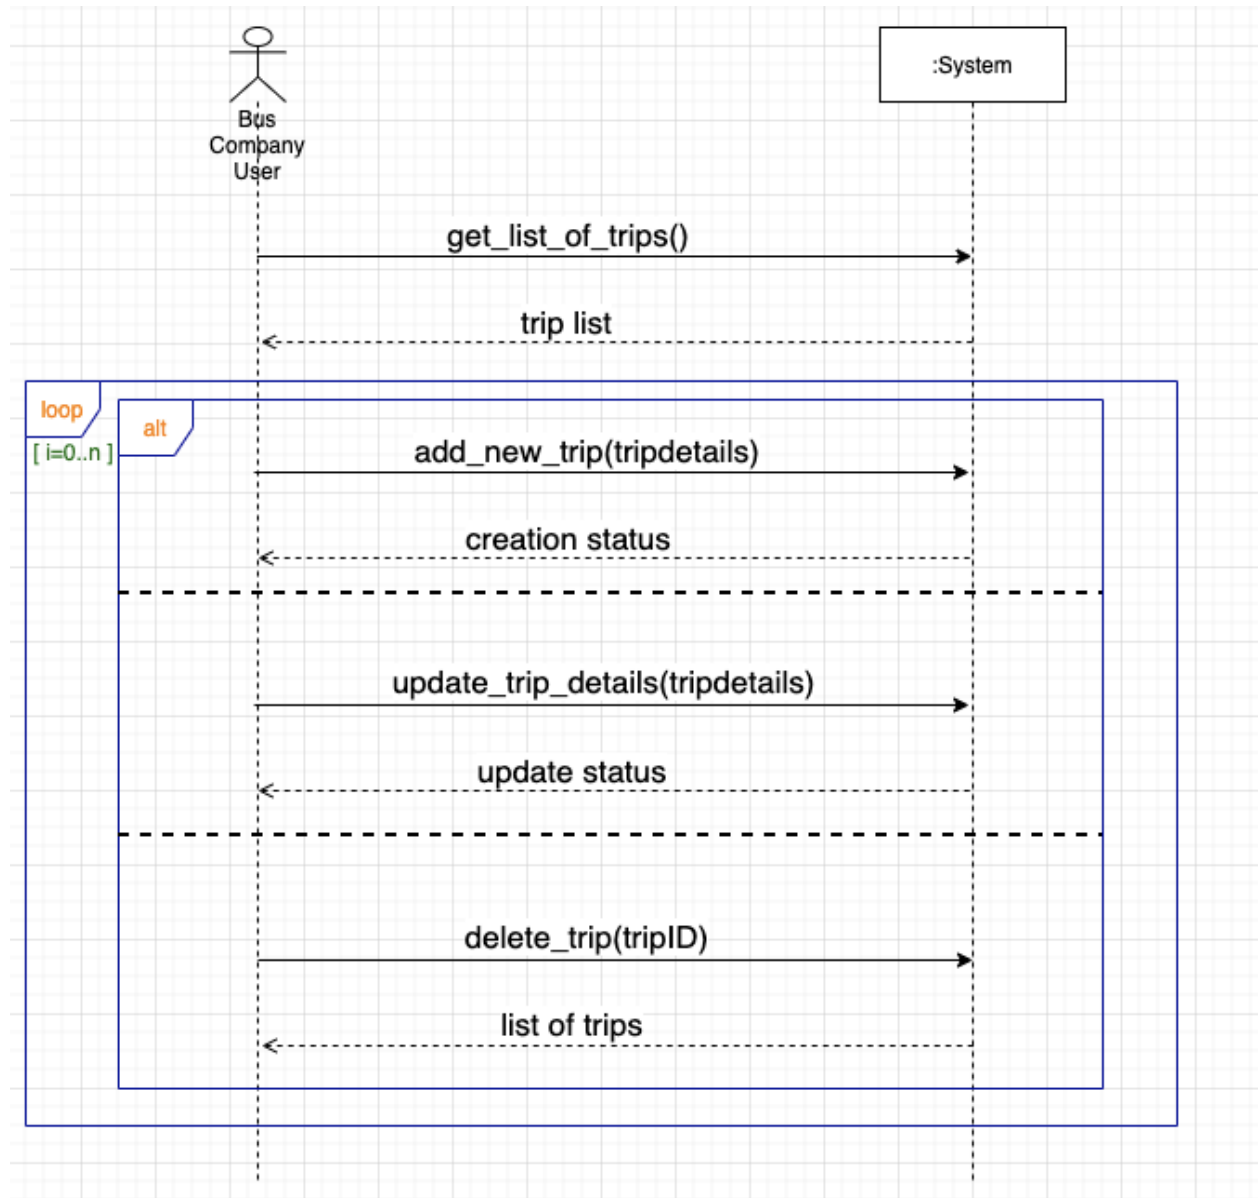 Bus
Company
User
:System
get_list_of_trips()
trip list
loop
[ i=0..n ]
alt
add_new_trip(tripdetails)
creation status
update_trip_details(tripdetails)
update status
delete_trip(tripID)
list of trips